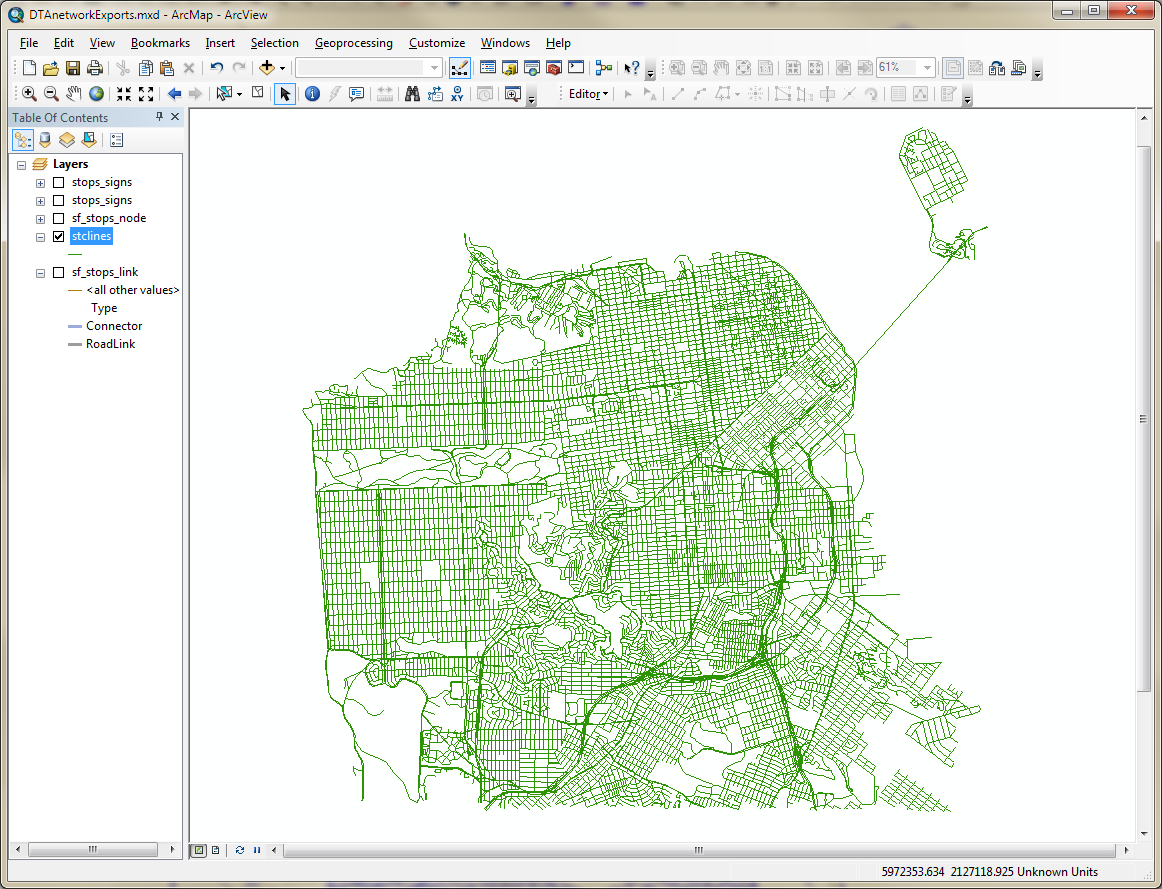 DTAnetworkExports.mxd - ArcMap - ArcView
File Edit View Bookmarks Insert Selection Geoprocessing Customize Windows Help
61%
Editor
Table Of Contents
Layers
stops_signs
stops_signs
sf_stops_node
stclines
sf_stops_link
<all other values>
Type
Connector
RoadLink
5972353.634 2127118.925 Unknown Units